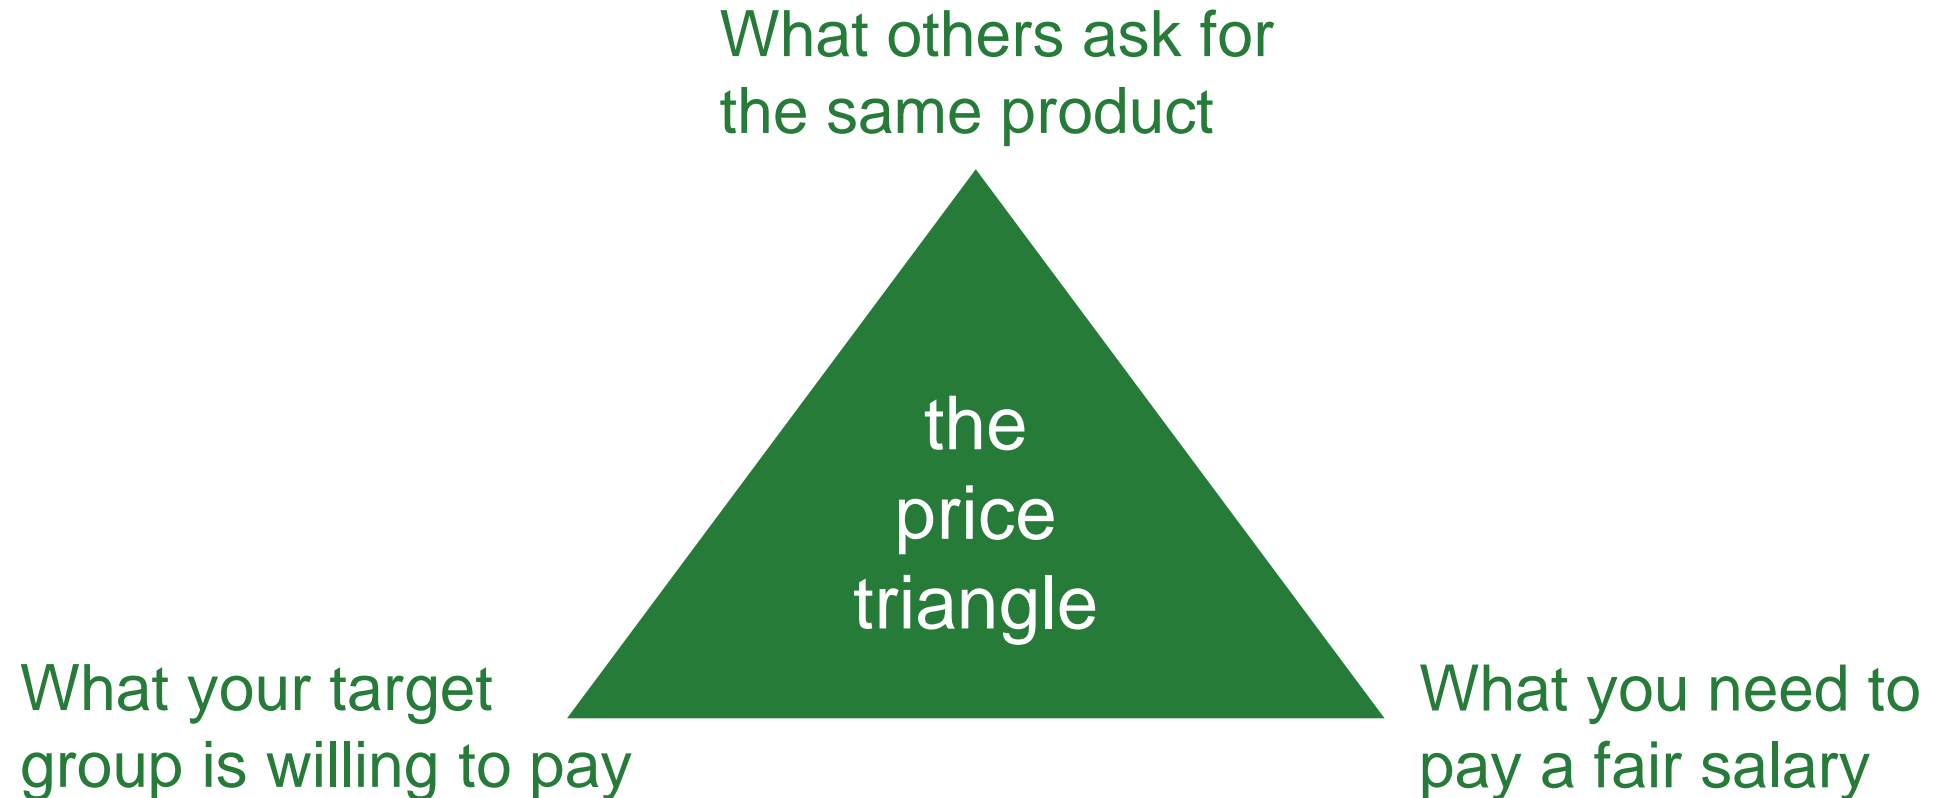 What others ask for
the same product
the
price
triangle
What your target
group is willing to pay
What you need to
pay a fair salary